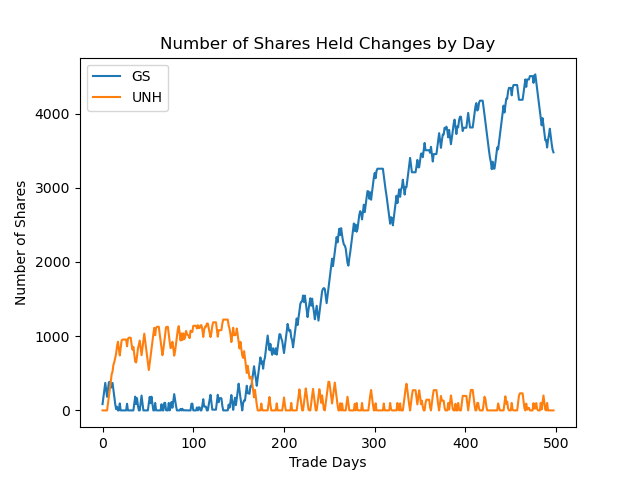 Number of Shares Held Changes by Day
GS
UNH
Number of Shares
4000
3000
2000
1000
0
0 100 200 300 400 500
Trade Days